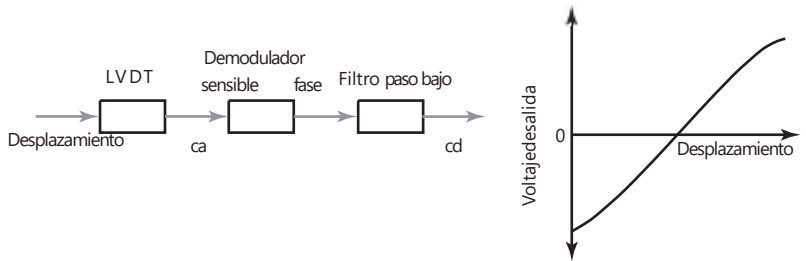 LVDT
Demodulador
sensible fase
Filtro paso bajo
Desplazamiento
ca
cd
Voltajedesalida
0
Desplazamiento